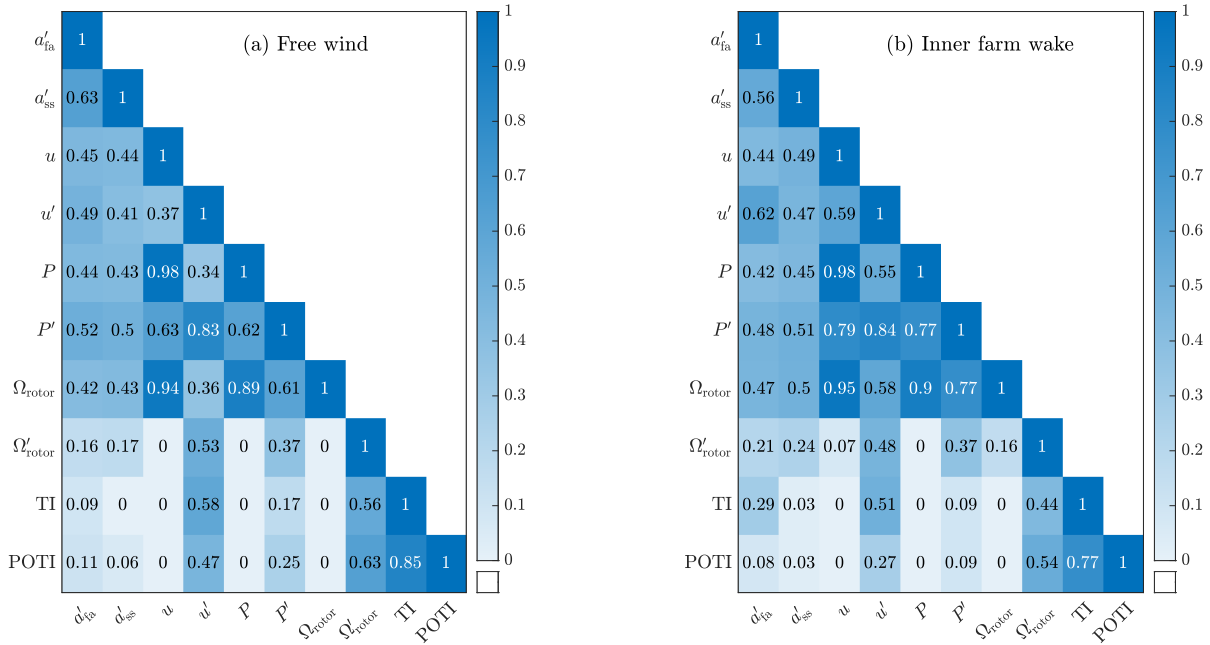 (a) Free wind
a′fa 1
a′ss 0.63 1
u 0.45 0.44 1
u′ 0.49 0.41 0.37 1
P 0.44 0.43 0.98 0.34 1
P′ 0.52 0.5 0.63 0.83 0.62 1
Ωrotor 0.42 0.43 0.94 0.36 0.89 0.61 1
Ω′rotor 0.16 0.17 0 0.53 0 0.37 0 1
TI 0.09 0 0 0.58 0 0.17 0 0.56 1
POTI 0.11 0.06 0 0.47 0 0.25 0 0.63 0.85 1
a′fa a′ss u u′ P P′ Ωrotor Ω′rotor TI POTI
1
0.9
0.8
0.7
0.6
0.5
0.4
0.3
0.2
0.1
0
(b) Inner farm wake
a′fa 1
a′ss 0.56 1
u 0.44 0.49 1
u′ 0.62 0.47 0.59 1
P 0.42 0.45 0.98 0.55 1
P′ 0.48 0.51 0.79 0.84 0.77 1
Ωrotor 0.47 0.5 0.95 0.58 0.9 0.77 1
Ω′rotor 0.21 0.24 0.07 0.48 0 0.37 0.16 1
TI 0.29 0.03 0 0.51 0 0.09 0 0.44 1
POTI 0.08 0.03 0 0.27 0 0.09 0 0.54 0.77 1
a′fa a′ss u u′ P P′ Ωrotor Ω′rotor TI POTI
1
0.9
0.8
0.7
0.6
0.5
0.4
0.3
0.2
0.1
0